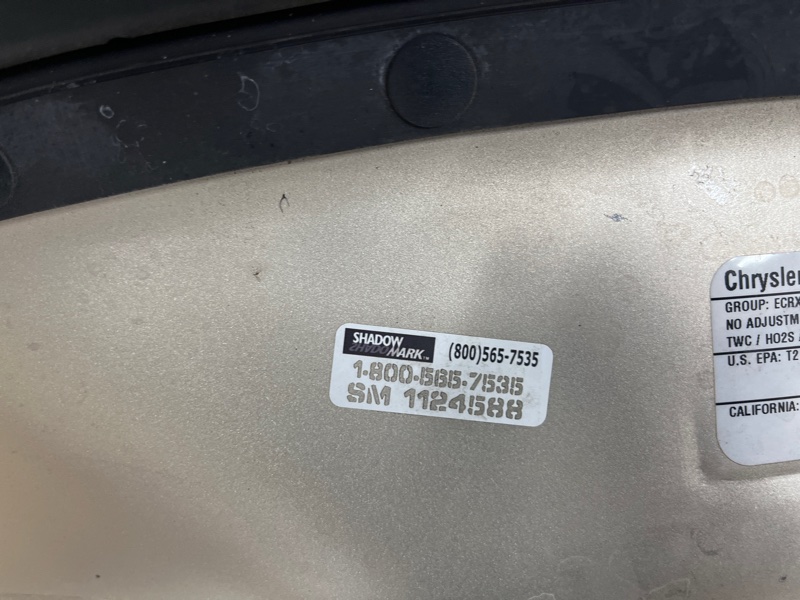 SHADOW
MARK™
(800)565-7535
1-800-565-7535
SM 1124588
Chrysler
GROUP: ECRX
NO ADJUSTM
TWC / HO2S /
U.S. EPA: T2
CALIFORNIA: